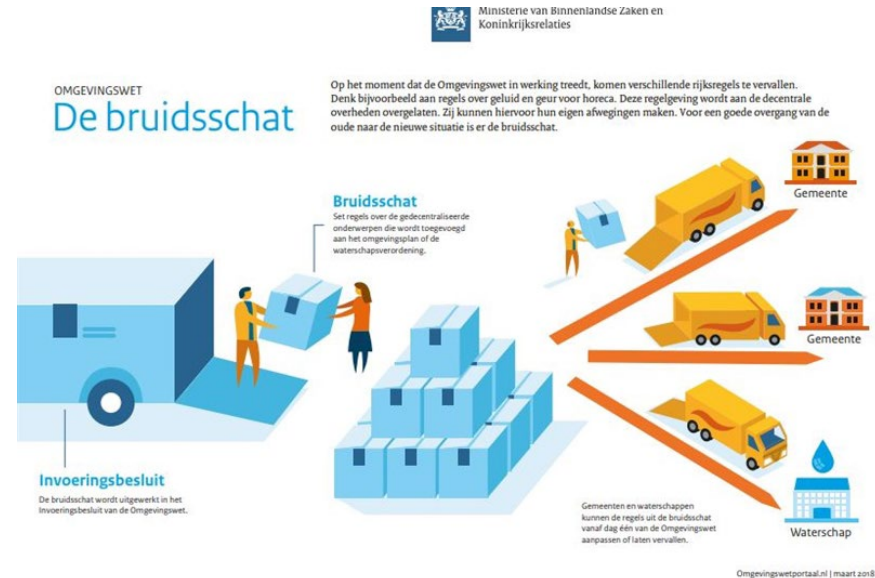 Ministerie van Binnenlandse Zaken en
Koninkrijksrelaties
OMGEVINGSWET
De bruidsschat
Op het moment dat de Omgevingswet in werking treedt, komen verschillende rijksregels te vervallen.
Denk bijvoorbeeld aan regels over geluid en geur voor horeca. Deze regelgeving wordt aan de decentrale
overheden overgelaten. Zij kunnen hiervoor hun eigen afwegingen maken. Voor een goede overgang van de
oude naar de nieuwe situatie is er de bruidsschat.
Bruidsschat
Set regels over de gedecentraliseerde
onderwerpen die wordt toegevoegd
aan het omgevingsplan of de
waterschapsverordening.
Gemeente
Gemeente
Invoeringsbesluit
De bruidsschat wordt uitgewerkt in het
Invoeringsbesluit van de Omgevingswet.
Gemeenten en waterschappen
kunnen de regels uit de bruidsschat
vanaf dag één van de Omgevingswet
aanpassen of laten vervallen.
Waterschap
Omgevingswetportaal.nl | maart 2018